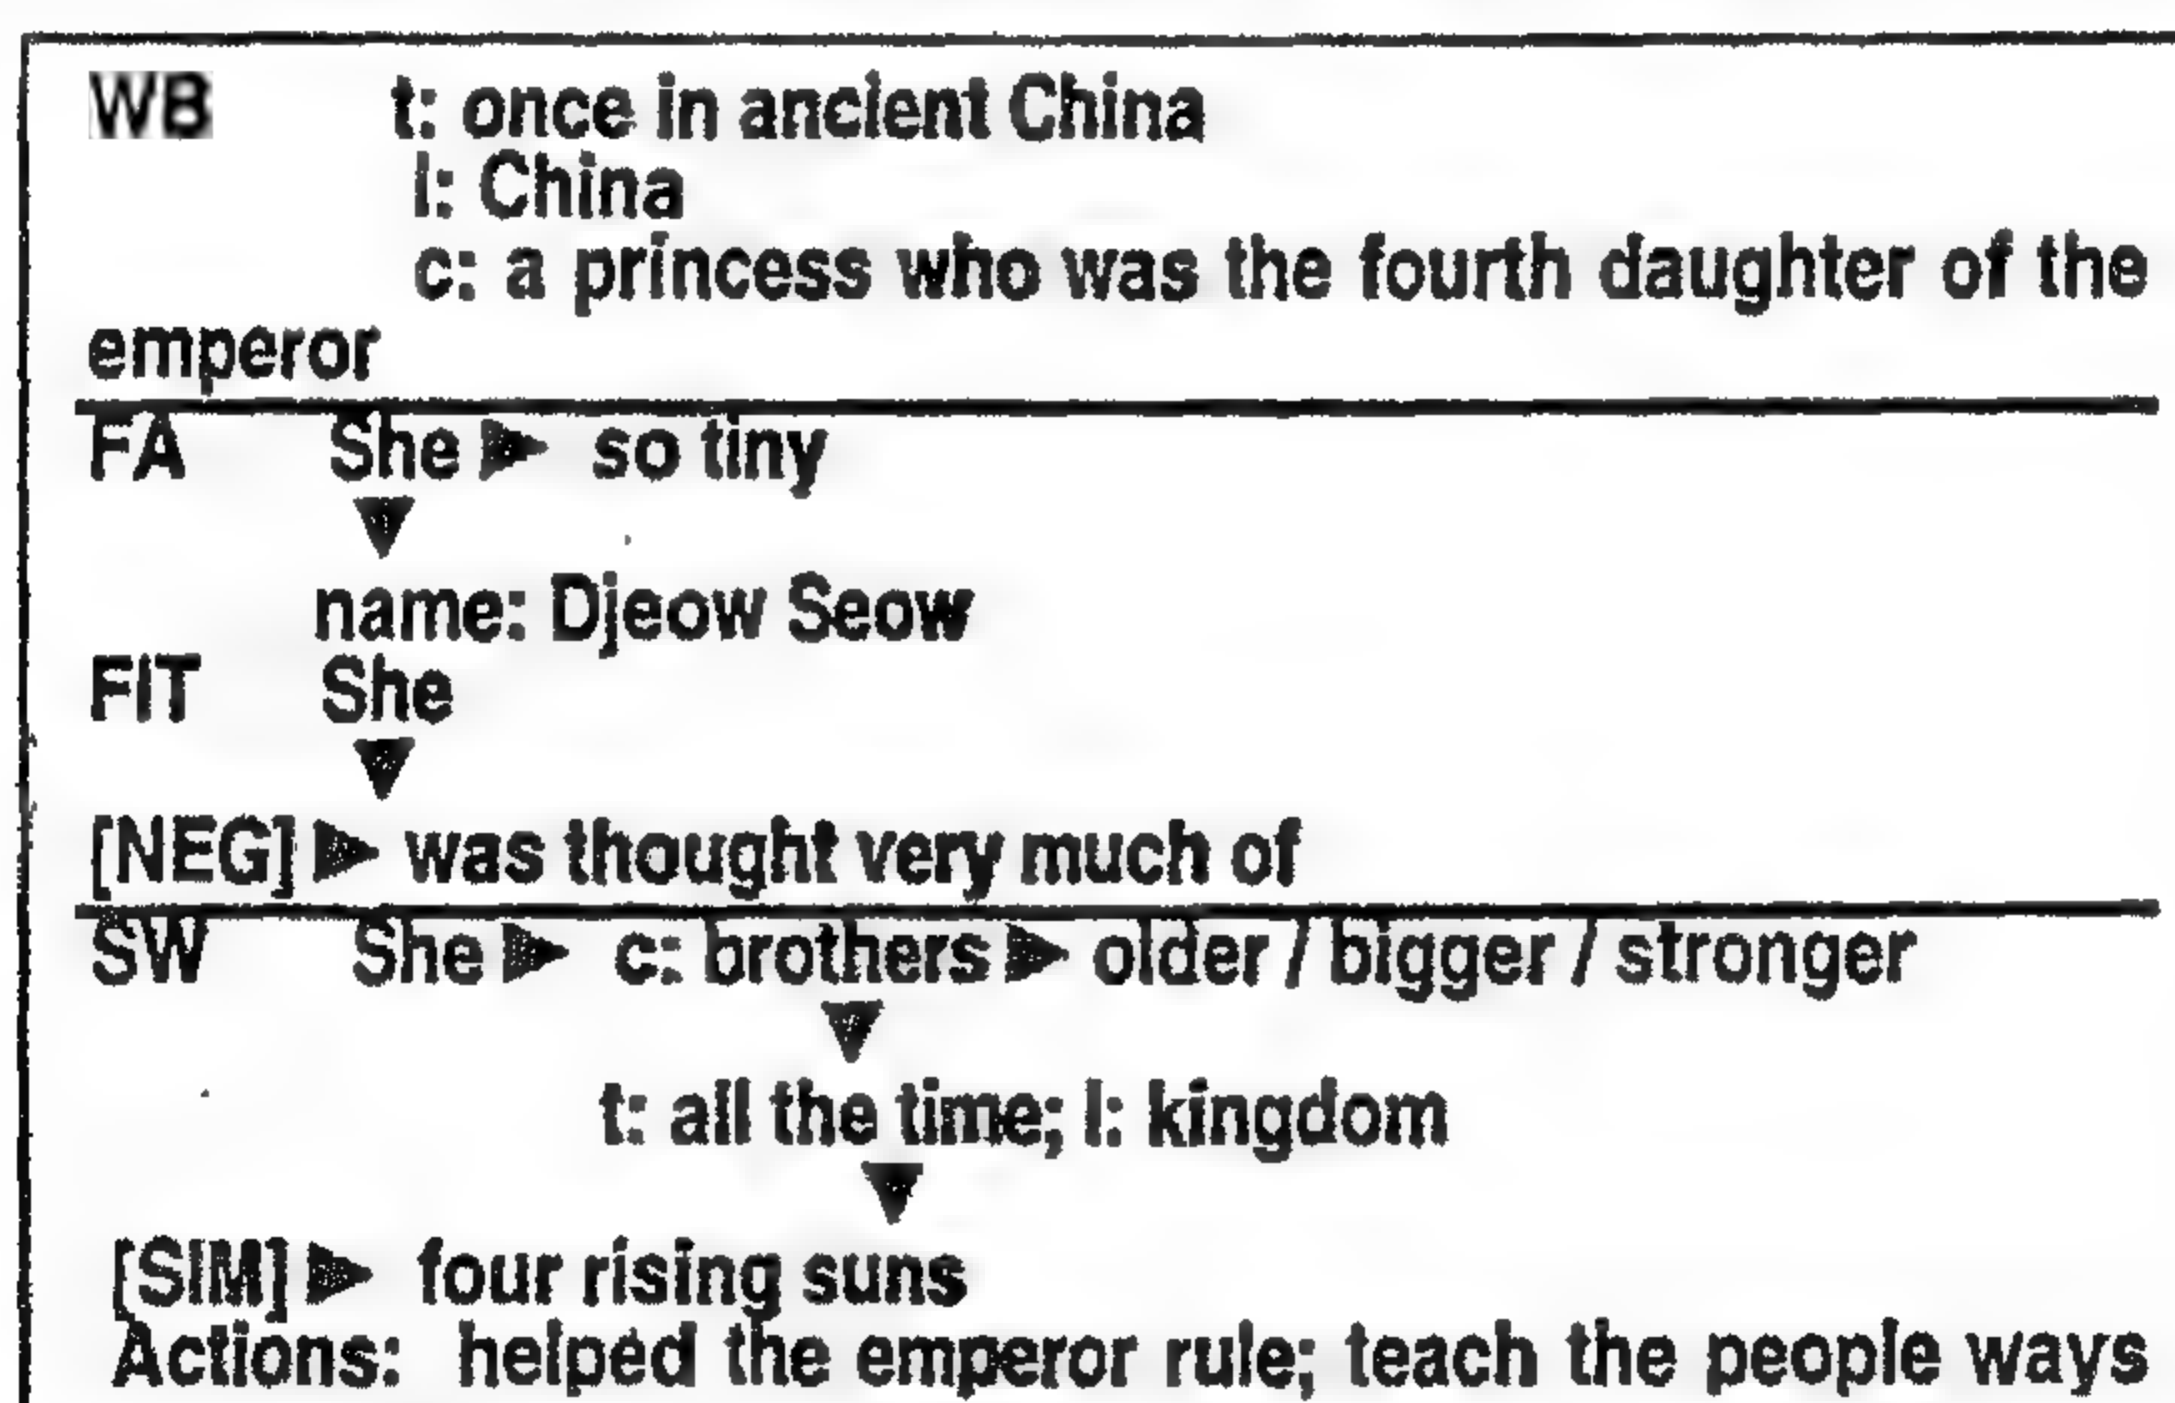 WB t: once in ancient China
l: China
c: a princess who was the fourth daughter of the
emperor
FA She ▶ so tiny
▼
name: Djeow Seow
FIT She
▼
[NEG] ▶ was thought very much of
SW She ▶ c: brothers ▶ older / bigger / stronger
▼
t: all the time; l: kingdom
▼
[SIM] ▶ four rising suns
Actions: helped the emperor rule; teach the people ways